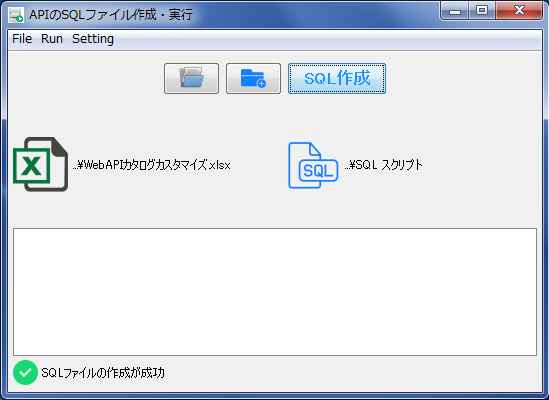 APIのSQLファイル作成・実行
File Run Setting
SQL作成
X
...¥WebAPIカタログカスタマイズ.xlsx
SQL
...¥SQL スクリプト
SQLファイルの作成が成功